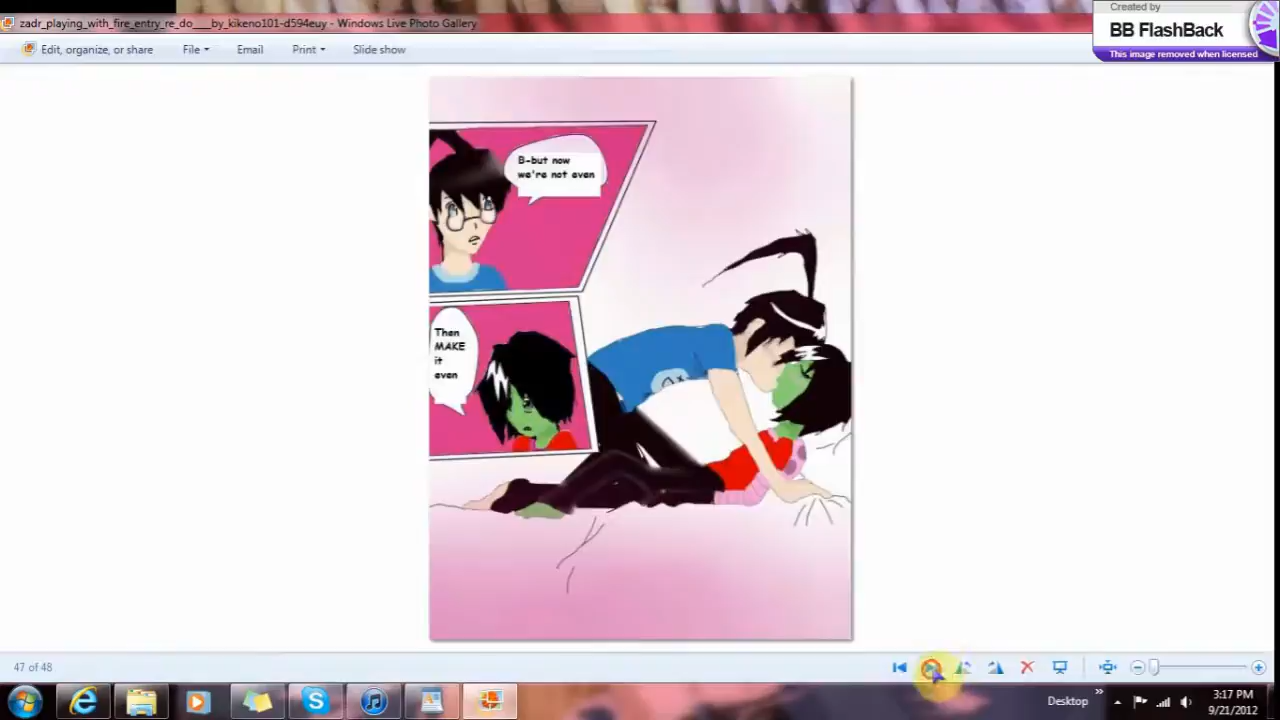 zadr_playing_with_fire_entry_re_do___by_kikeno101-d594euy - Windows Live Photo Gallery
Created by
BB FlashBack
This image removed when licensed
Edit, organize, or share
File
Email
Print
Slide show
B-but now
we're not even
Then
MAKE
it
even
47 of 48
Desktop
3:17 PM
9/21/2012